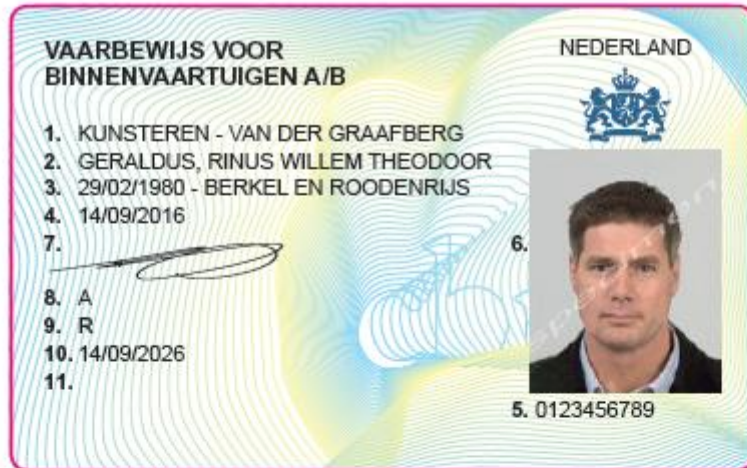 VAARBEWIJS VOOR
BINNENVAARTUIGEN A/B
NEDERLAND
1. KUNSTEREN - VAN DER GRAAFBERG
2. GERALDUS, RINUS WILLEM THEODOOR
3. 29/02/1980 - BERKEL EN ROODENRIJS
4. 14/09/2016
7.
6.
8. A
9. R
10. 14/09/2026
11.
5. 0123456789